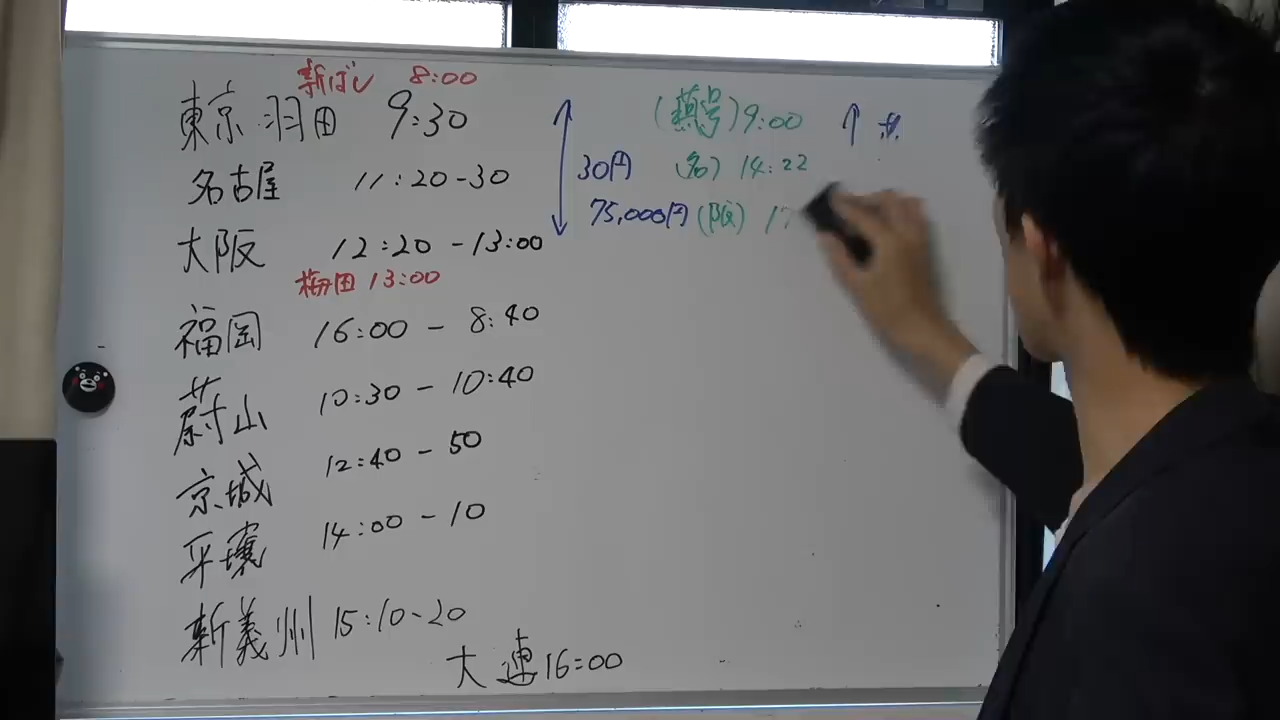 新ばし 8:00
東京 羽田 9:30
名古屋 11:20-30
大阪 12:20-13:00
梅田 13:00
福岡 16:00-8:40
蔚山 10:30-10:40
京城 12:40-50
平壌 14:00-10
新義州 15:10-20
大連 16:00
30円
75,000円
(燕号) 9:00
(名) 14:22
(阪) 17